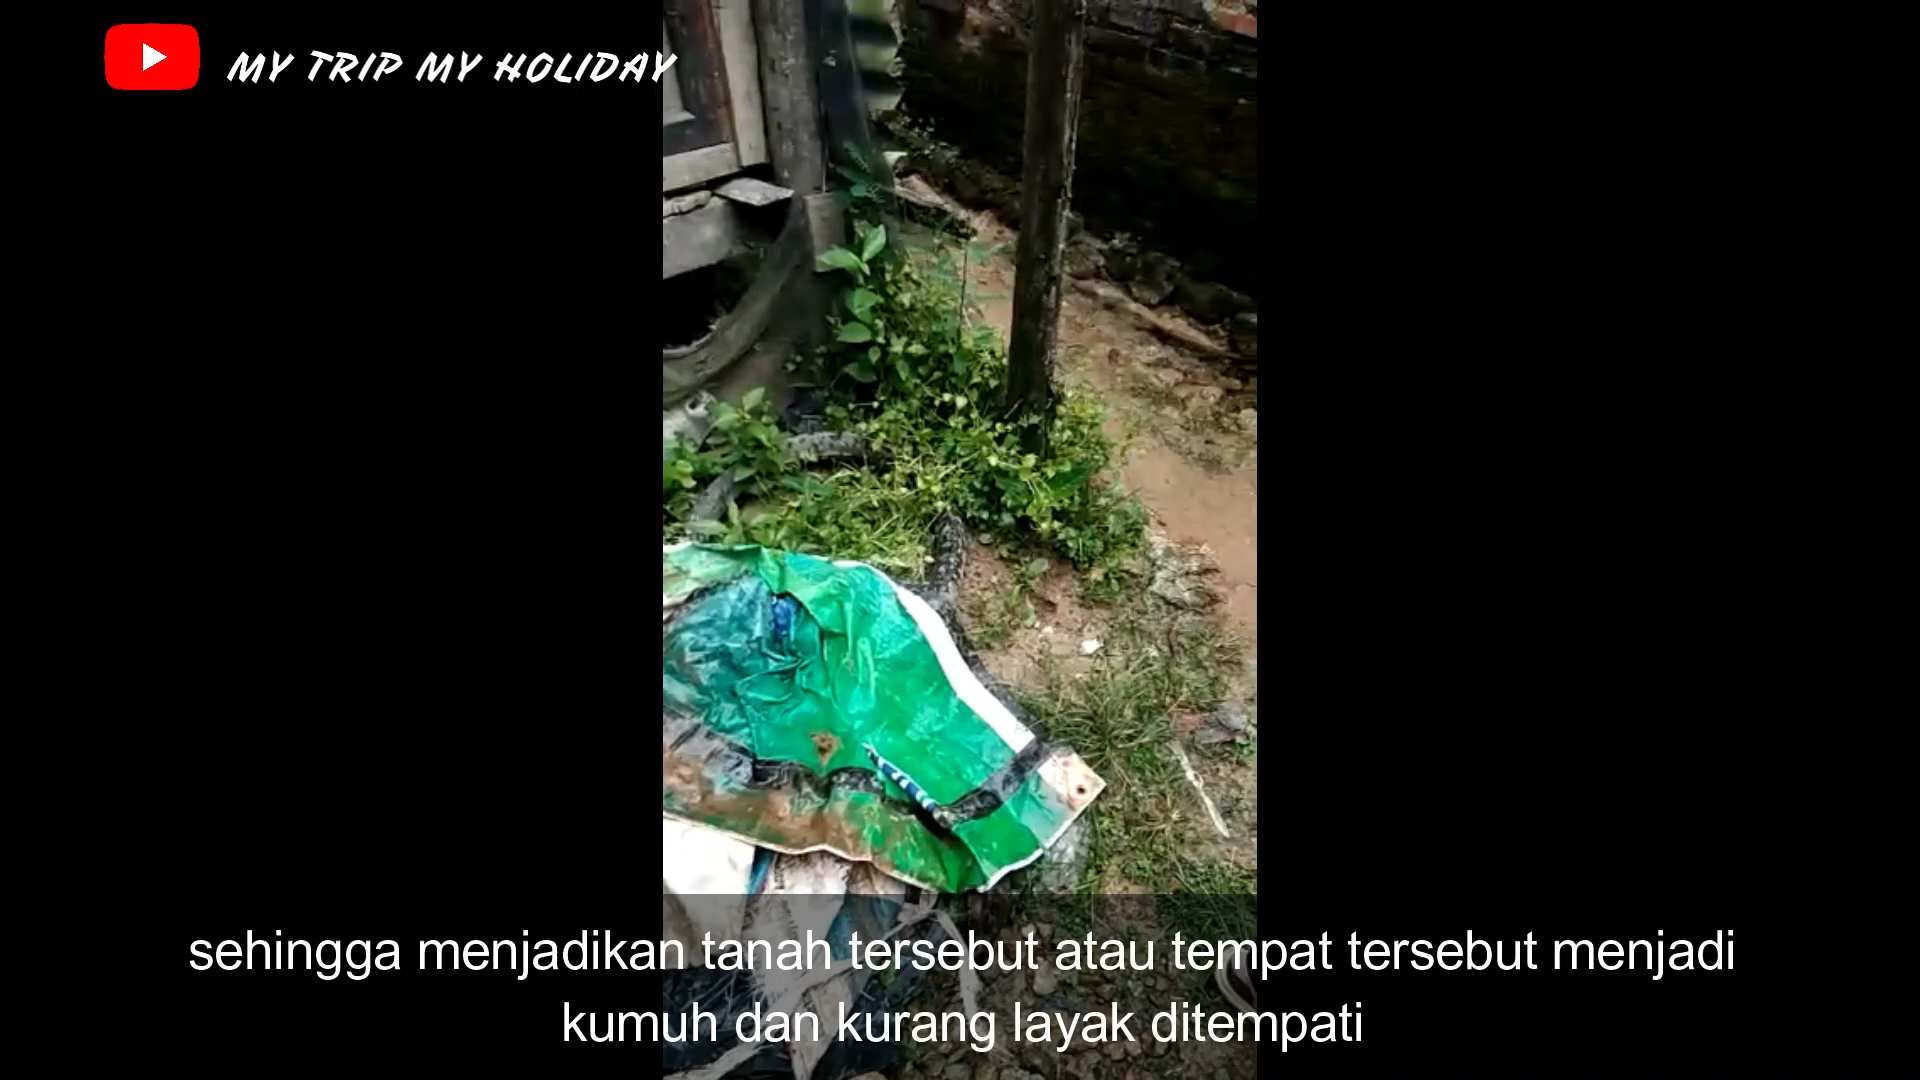 MY TRIP MY HOLIDAY
sehingga menjadikan tanah tersebut atau tempat tersebut menjadi
kumuh dan kurang layak ditempati